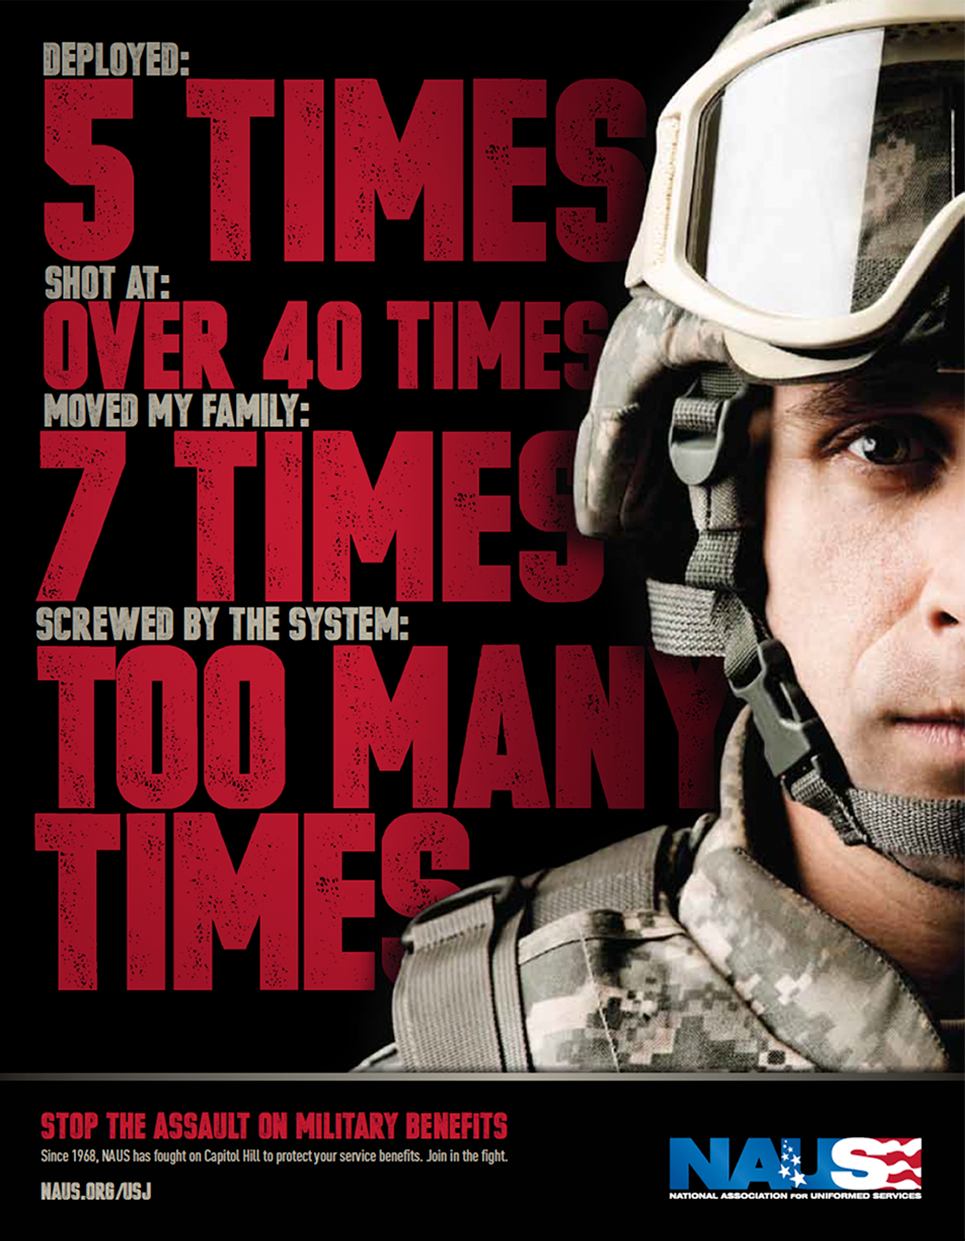 DEPLOYED:
5 TIMES
SHOT AT:
OVER 40 TIMES
MOVED MY FAMILY:
7 TIMES
SCREWED BY THE SYSTEM:
TOO MANY
TIMES
STOP THE ASSAULT ON MILITARY BENEFITS
Since 1968, NAUS has fought on Capitol Hill to protect your service benefits. Join in the fight.
NAUS.ORG/USJ
NAUS
NATIONAL ASSOCIATION FOR UNIFORMED SERVICES